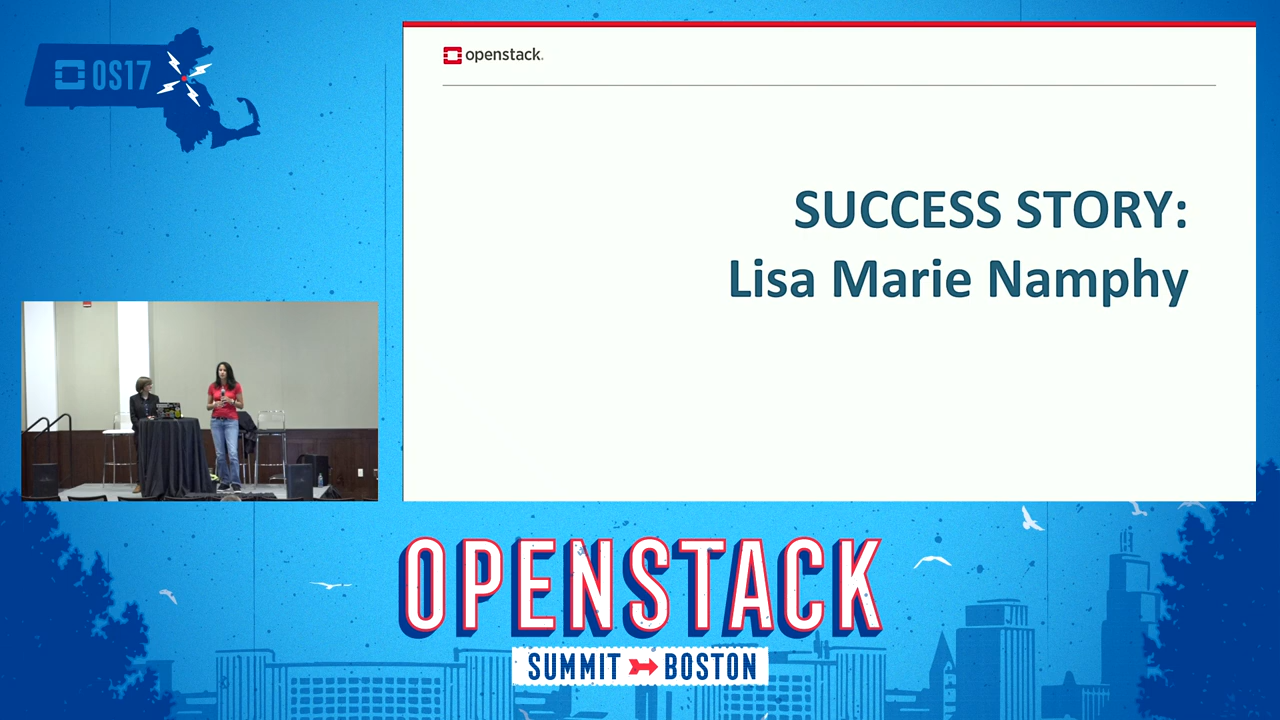 OS17
openstack.
SUCCESS STORY:
Lisa Marie Namphy
OPENSTACK
SUMMIT BOSTON